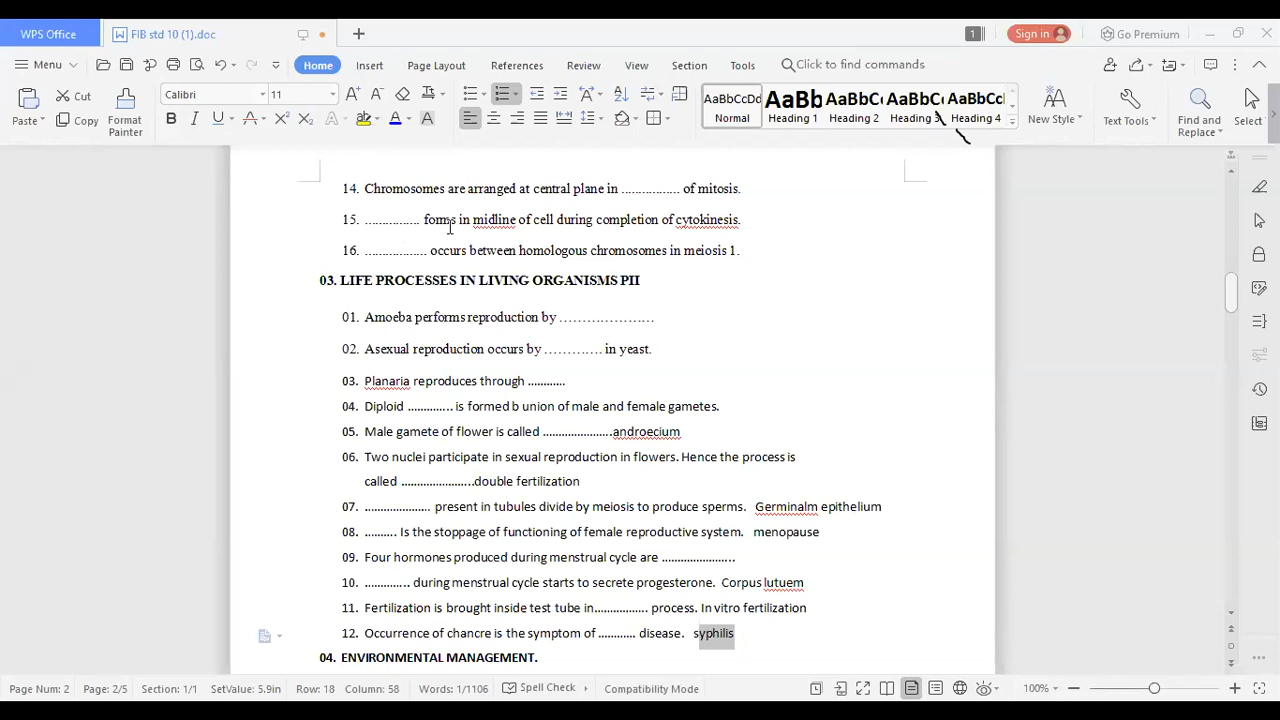 WPS Office
FIB std 10 (1).doc
1
Sign in
Go Premium
Menu
Home
Insert
Page Layout
References
Review
View
Section
Tools
Click to find commands
Paste
Cut
Copy
Format
Painter
Calibri
11
AaBbCcDd
Normal
AaBb
Heading 1
AaBbC
Heading 2
AaBbC
Heading 3
AaBbC
Heading 4
New Style
Text Tools
Find and
Replace
Select
14. Chromosomes are arranged at central plane in ................ of mitosis.
15. ............... forms in midline of cell during completion of cytokinesis.
16. ................. occurs between homologous chromosomes in meiosis 1.
03. LIFE PROCESSES IN LIVING ORGANISMS PII
01. Amoeba performs reproduction by …………………
02. Asexual reproduction occurs by …………. in yeast.
03. Planaria reproduces through ............
04. Diploid .............. is formed b union of male and female gametes.
05. Male gamete of flower is called ......................androecium
06. Two nuclei participate in sexual reproduction in flowers. Hence the process is
called .......................double fertilization
07. .................... present in tubules divide by meiosis to produce sperms. Germinalm epithelium
08. .......... Is the stoppage of functioning of female reproductive system. menopause
09. Four hormones produced during menstrual cycle are .......................
10. .............. during menstrual cycle starts to secrete progesterone. Corpus lutuem
11. Fertilization is brought inside test tube in................. process. In vitro fertilization
12. Occurrence of chancre is the symptom of ............ disease. syphilis
04. ENVIRONMENTAL MANAGEMENT.
Page Num: 2
Page: 2/5
Section: 1/1
SetValue: 5.9in
Row: 18
Column: 58
Words: 1/1106
Spell Check
Compatibility Mode
100%